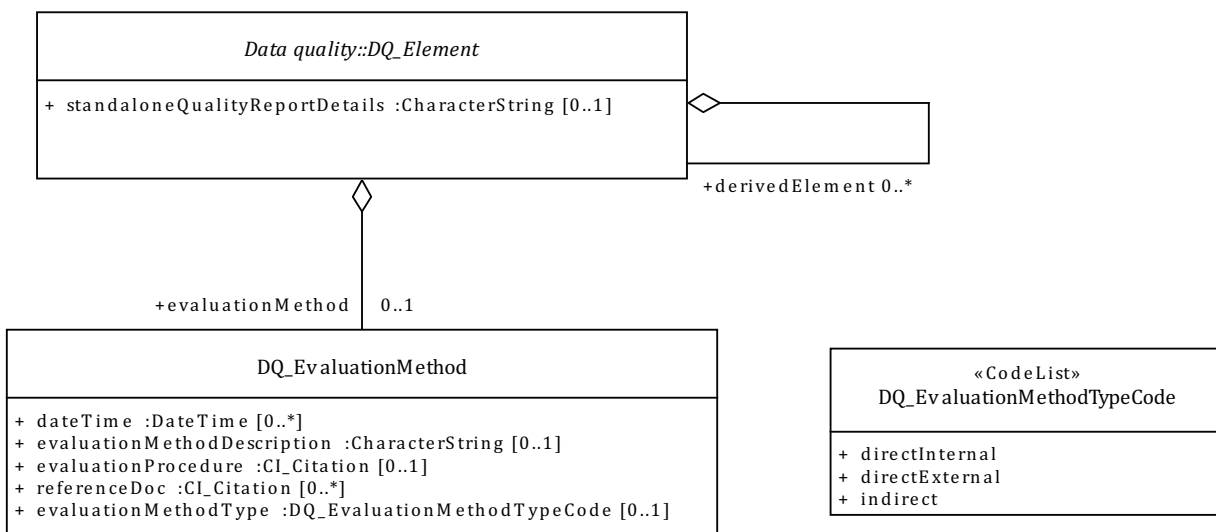 Data quality::DQ_Element
+ standaloneQualityReportDetails :CharacterString [0..1]
+derivedElement 0..*
+evaluationMethod 0..1
DQ_EvaluationMethod
+ dateTime :DateTime [0..*]
+ evaluationMethodDescription :CharacterString [0..1]
+ evaluationProcedure :CI_Citation [0..1]
+ referenceDoc :CI_Citation [0..*]
+ evaluationMethodType :DQ_EvaluationMethodTypeCode [0..1]
«CodeList»
DQ_EvaluationMethodTypeCode
+ directInternal
+ directExternal
+ indirect